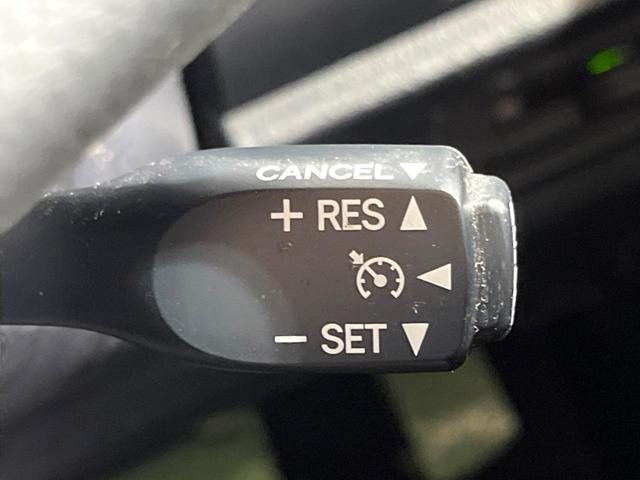 CANCEL ▼
+ RES ▲
◀
− SET ▼